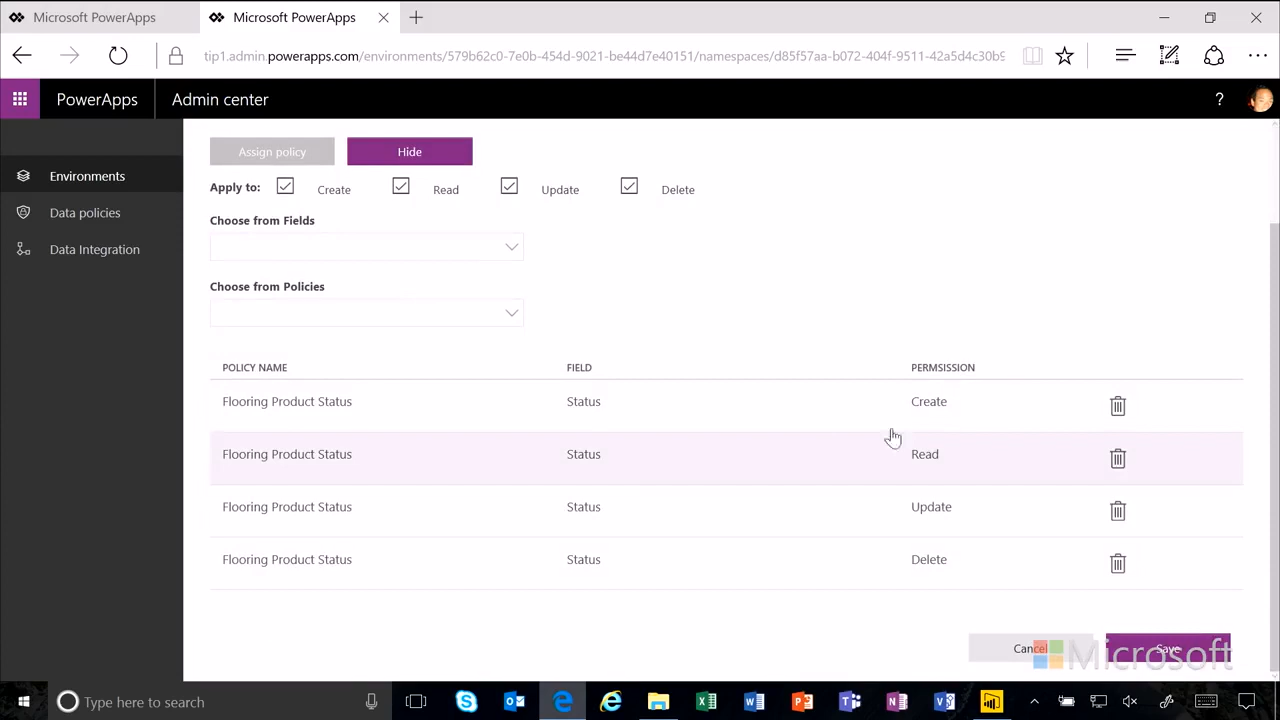 Microsoft PowerApps
Microsoft PowerApps
tip1.admin.powerapps.com/environments/579b62c0-7e0b-454d-9021-be44d7e40151/namespaces/d85f57aa-b072-404f-9511-42a5d4c30b9
PowerApps Admin center ?
Environments
Data policies
Data Integration
Assign policy Hide
Apply to: Create Read Update Delete
Choose from Fields
Choose from Policies
POLICY NAME FIELD PERMSISSION
Flooring Product Status Status Create
Flooring Product Status Status Read
Flooring Product Status Status Update
Flooring Product Status Status Delete
Cancel Save
Microsoft
Type here to search